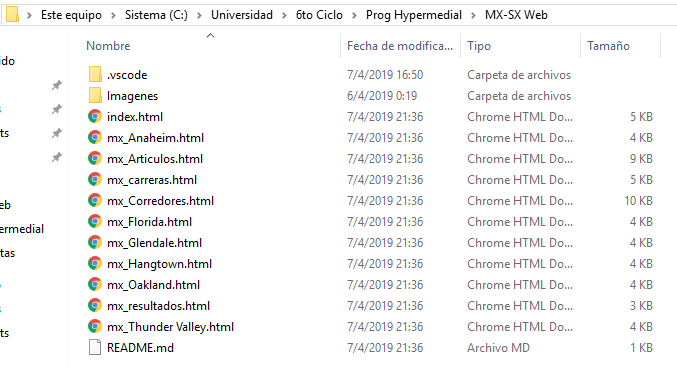 Este equipo > Sistema (C:) > Universidad > 6to Ciclo > Prog Hypermedial > MX-SX Web
Nombre Fecha de modifica... Tipo Tamaño
.vscode 7/4/2019 16:50 Carpeta de archivos
Imagenes 6/4/2019 0:19 Carpeta de archivos
index.html 7/4/2019 21:36 Chrome HTML Do... 5 KB
mx_Anaheim.html 7/4/2019 21:36 Chrome HTML Do... 4 KB
mx_Articulos.html 7/4/2019 21:36 Chrome HTML Do... 9 KB
mx_carreras.html 7/4/2019 21:36 Chrome HTML Do... 5 KB
mx_Corredores.html 7/4/2019 21:36 Chrome HTML Do... 10 KB
mx_Florida.html 7/4/2019 21:36 Chrome HTML Do... 4 KB
mx_Glendale.html 7/4/2019 21:36 Chrome HTML Do... 4 KB
mx_Hangtown.html 7/4/2019 21:36 Chrome HTML Do... 4 KB
mx_Oakland.html 7/4/2019 21:36 Chrome HTML Do... 4 KB
mx_resultados.html 7/4/2019 21:36 Chrome HTML Do... 3 KB
mx_Thunder Valley.html 7/4/2019 21:36 Chrome HTML Do... 4 KB
README.md 7/4/2019 21:36 Archivo MD 1 KB
ido
s
ts
eb
ermedial
tas
s
ts